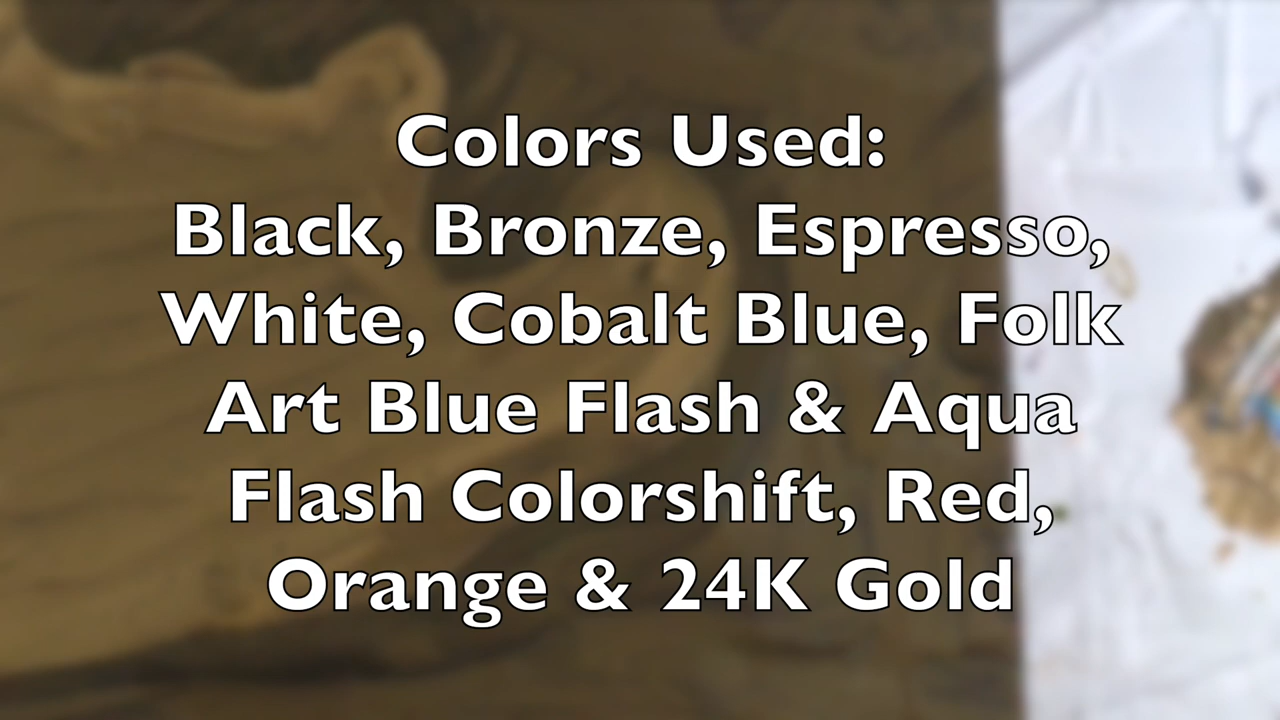 Colors Used:
Black, Bronze, Espresso,
White, Cobalt Blue, Folk
Art Blue Flash & Aqua
Flash Colorshift, Red,
Orange & 24K Gold